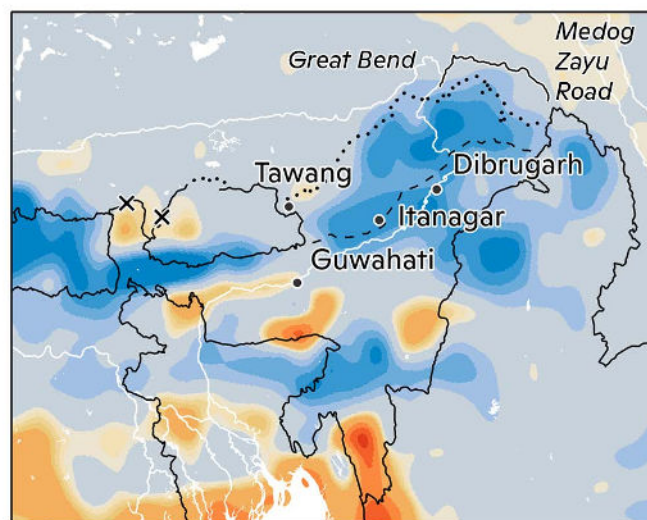 Great Bend
Medog
Zayu
Road
Tawang
Dibrugarh
Itanagar
Guwahati